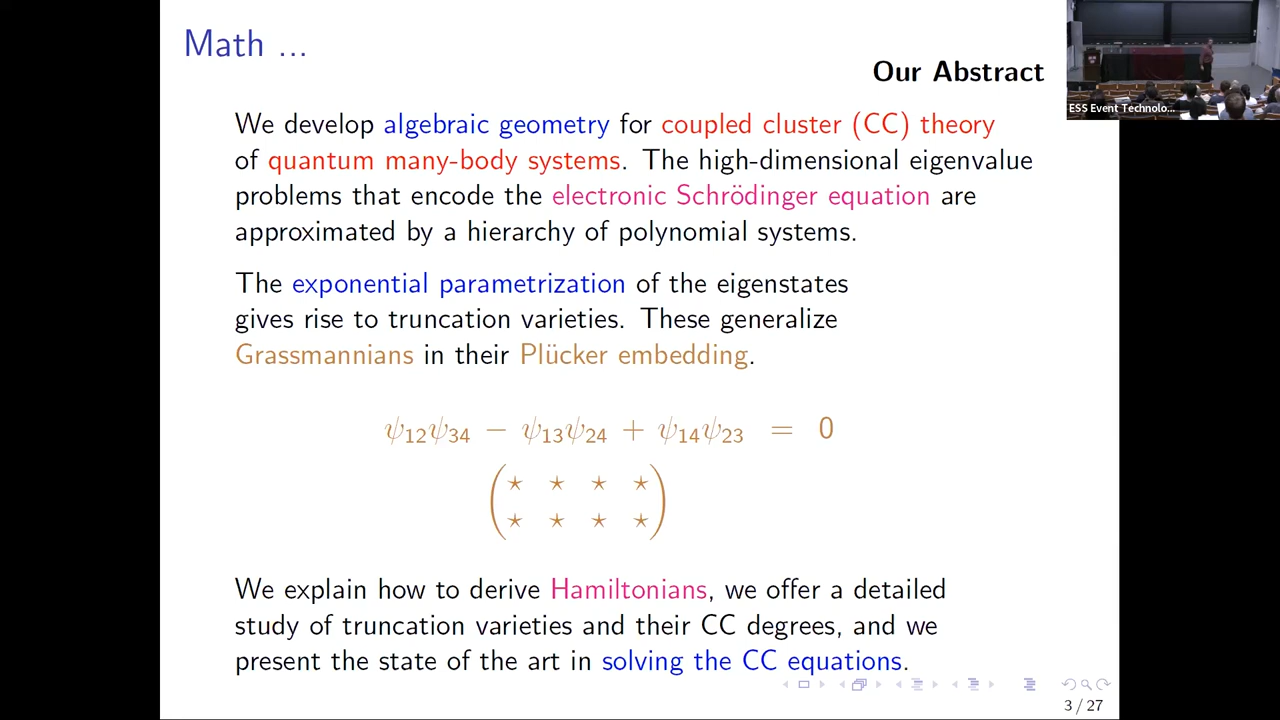 Math ...
Our Abstract
We develop algebraic geometry for coupled cluster (CC) theory
of quantum many-body systems. The high-dimensional eigenvalue
problems that encode the electronic Schrödinger equation are
approximated by a hierarchy of polynomial systems.
The exponential parametrization of the eigenstates
gives rise to truncation varieties. These generalize
Grassmannians in their Plücker embedding.
ψ₁₂ψ₃₄ − ψ₁₃ψ₂₄ + ψ₁₄ψ₂₃ = 0
(⋆ ⋆ ⋆ ⋆
⋆ ⋆ ⋆ ⋆)
We explain how to derive Hamiltonians, we offer a detailed
study of truncation varieties and their CC degrees, and we
present the state of the art in solving the CC equations.
3 / 27
ESS Event Technolo...